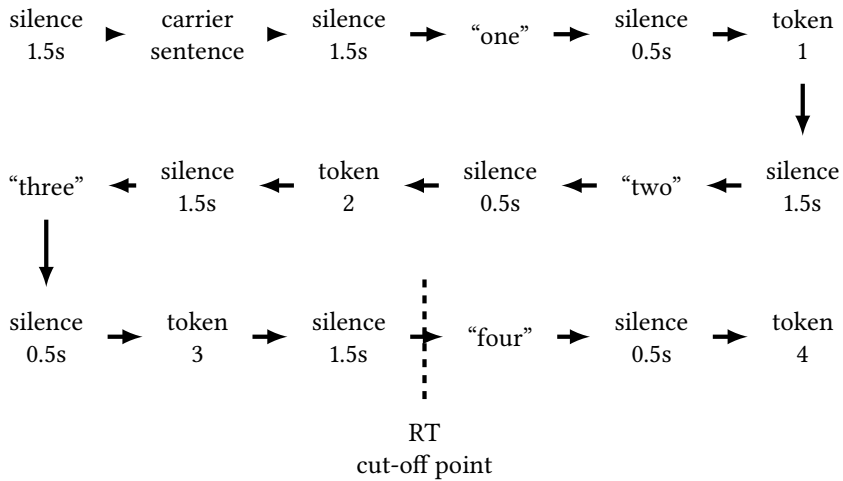 silence carrier silence “one” silence token
1.5s sentence 1.5s 0.5s 1
“three” silence token silence “two” silence
1.5s 2 0.5s 1.5s
silence token silence “four” silence token
0.5s 3 1.5s 0.5s 4
RT
cut-off point